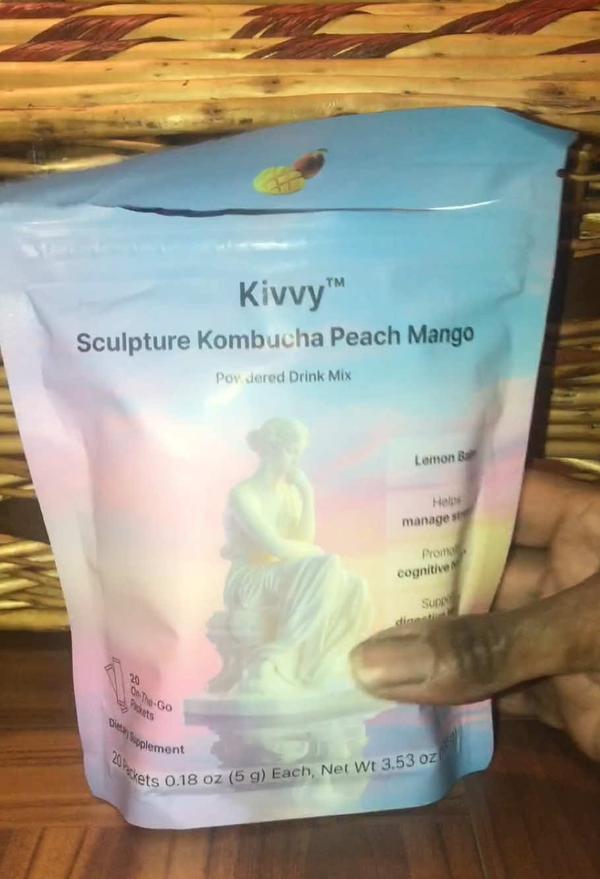 Kivvy™
Sculpture Kombucha Peach Mango
Powdered Drink Mix
Lemon
Helps
manage
cognitive
20
On-The-Go
Packets
Dietary Supplement
20 Packets 0.18 oz (5 g) Each, Net Wt 3.53 oz